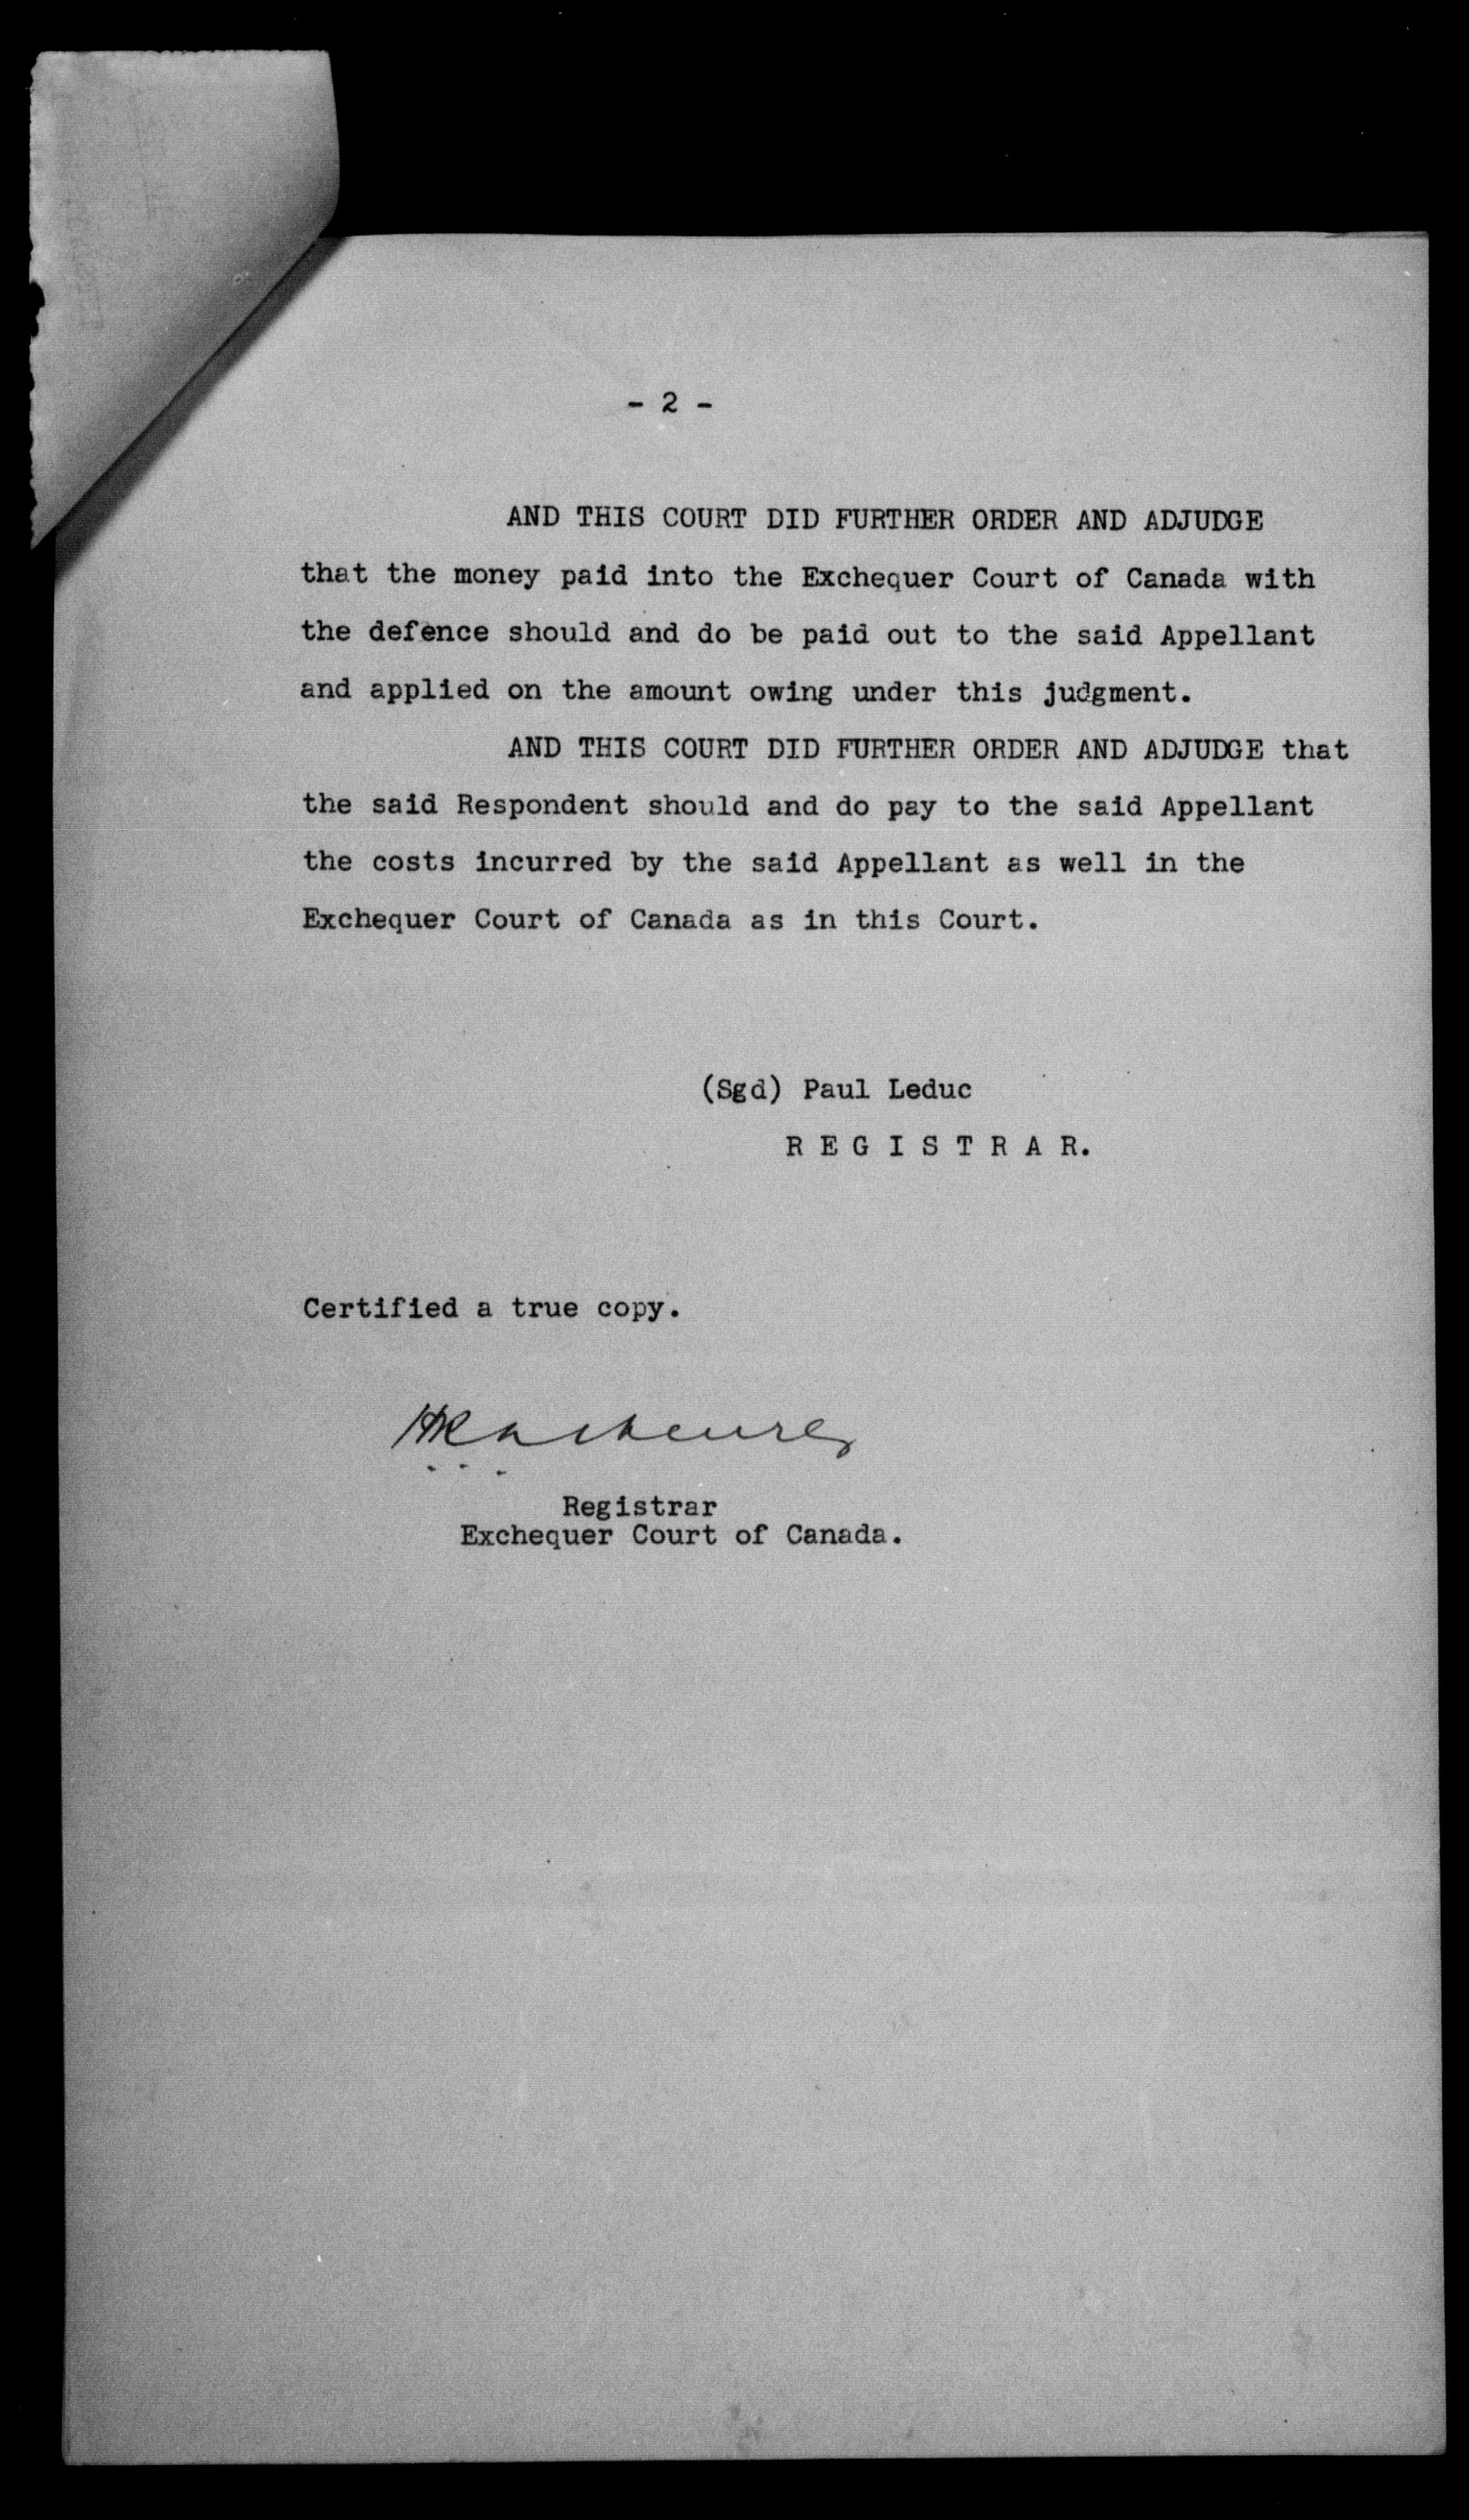 - 2 -
AND THIS COURT DID FURTHER ORDER AND ADJUDGE
that the money paid into the Exchequer Court of Canada with
the defence should and do be paid out to the said Appellant
and applied on the amount owing under this judgment.
AND THIS COURT DID FURTHER ORDER AND ADJUDGE that
the said Respondent should and do pay to the said Appellant
the costs incurred by the said Appellant as well in the
Exchequer Court of Canada as in this Court.
(Sgd) Paul Leduc
R E G I S T R A R.
Certified a true copy.
Registrar
Exchequer Court of Canada.